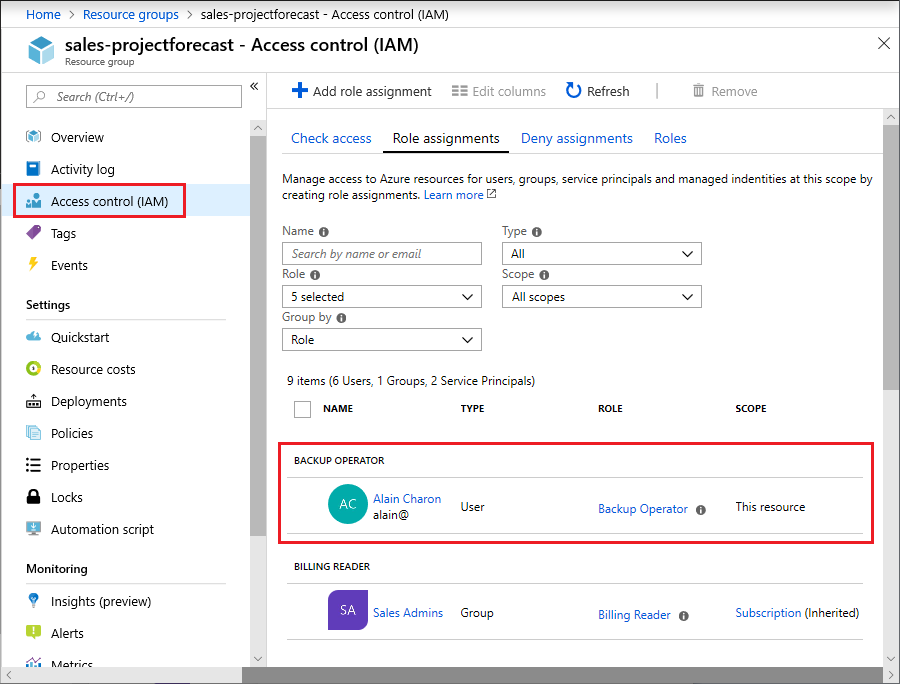 Home > Resource groups > sales-projectforecast - Access control (IAM)
sales-projectforecast - Access control (IAM)
Resource group
Search (Ctrl+/)
Overview
Activity log
Access control (IAM)
Tags
Events
Settings
Quickstart
Resource costs
Deployments
Policies
Properties
Locks
Automation script
Monitoring
Insights (preview)
Alerts
Metrics
Add role assignment Edit columns Refresh Remove
Check access Role assignments Deny assignments Roles
Manage access to Azure resources for users, groups, service principals and managed indentities at this scope by
creating role assignments. Learn more
Name Type
Search by name or email All
Role Scope
5 selected All scopes
Group by
Role
9 items (6 Users, 1 Groups, 2 Service Principals)
NAME TYPE ROLE SCOPE
BACKUP OPERATOR
AC Alain Charon User Backup Operator This resource
alain@
BILLING READER
SA Sales Admins Group Billing Reader Subscription (Inherited)